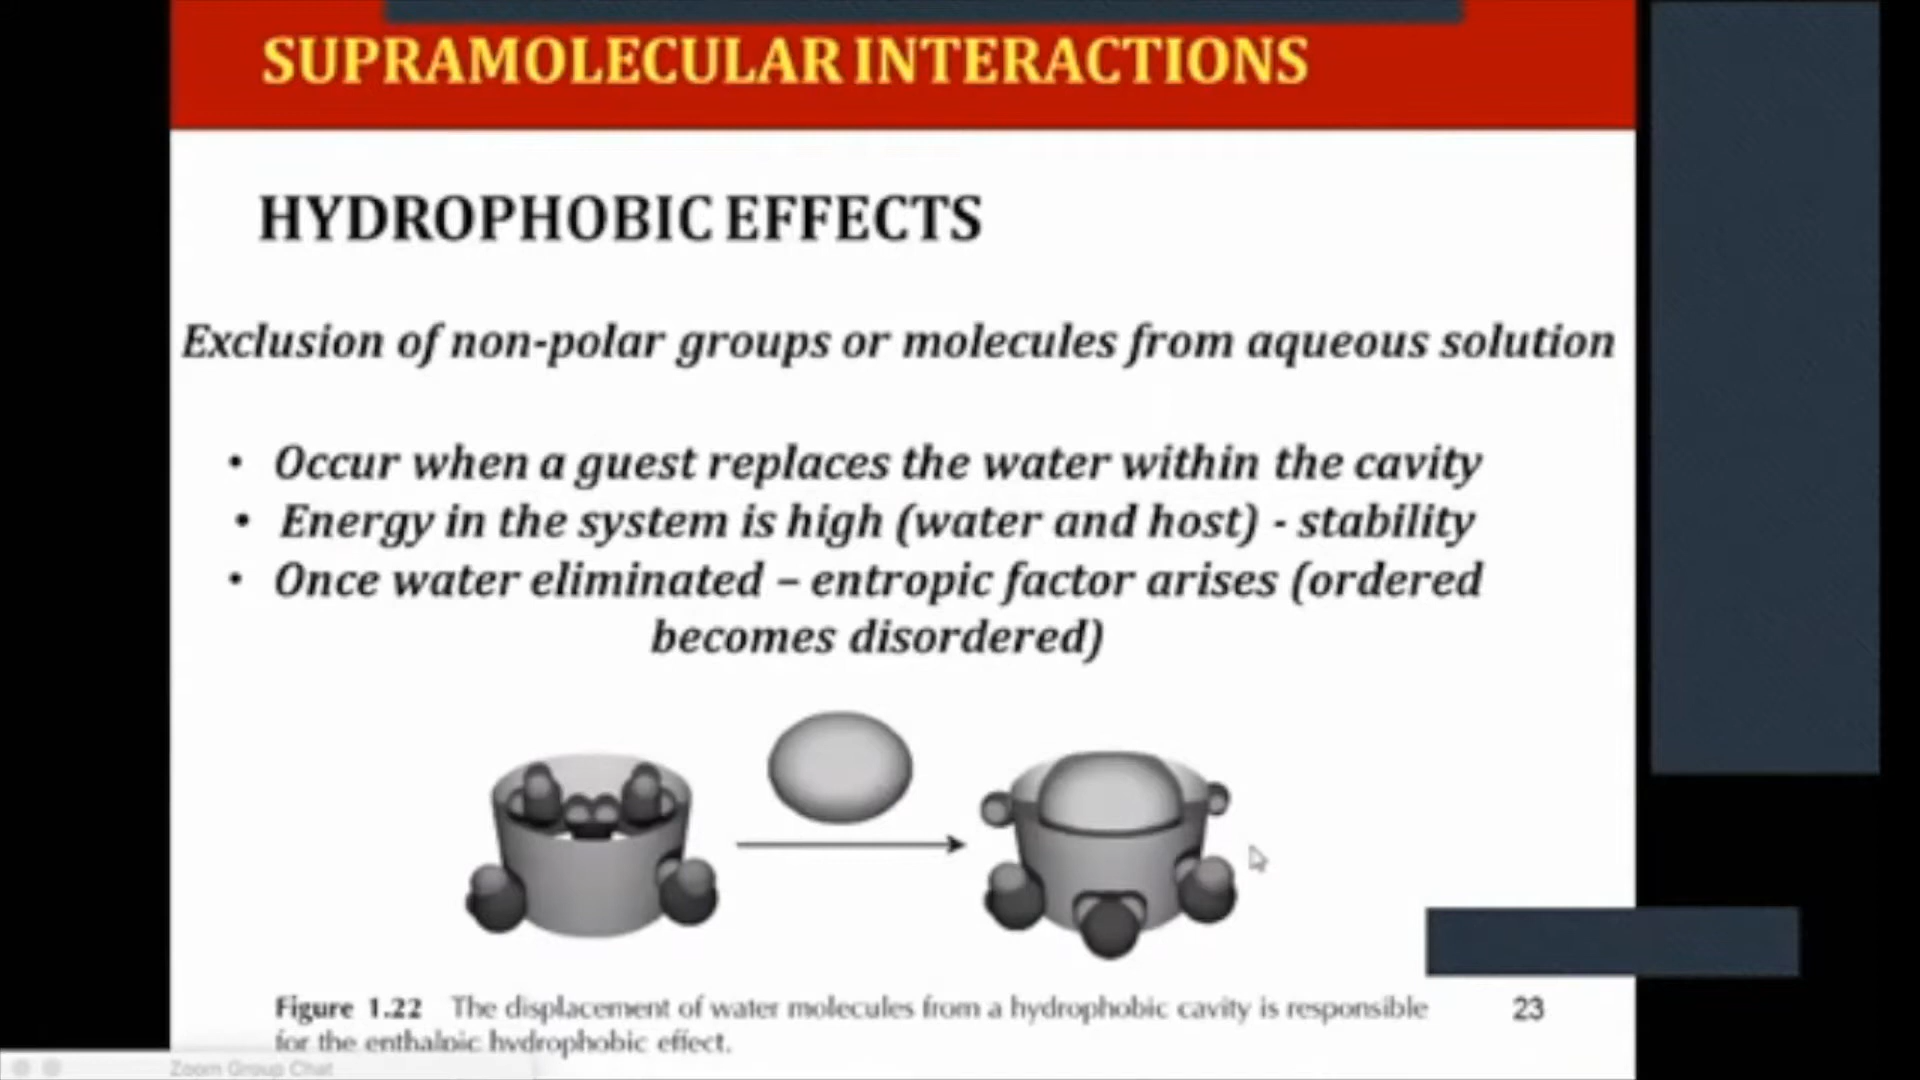 SUPRAMOLECULAR INTERACTIONS
HYDROPHOBIC EFFECTS
Exclusion of non-polar groups or molecules from aqueous solution
• Occur when a guest replaces the water within the cavity
• Energy in the system is high (water and host) - stability
• Once water eliminated – entropic factor arises (ordered
becomes disordered)
Figure 1.22 The displacement of water molecules from a hydrophobic cavity is responsible
for the enthalpic hydrophobic effect.
23
Zoom Group Chat